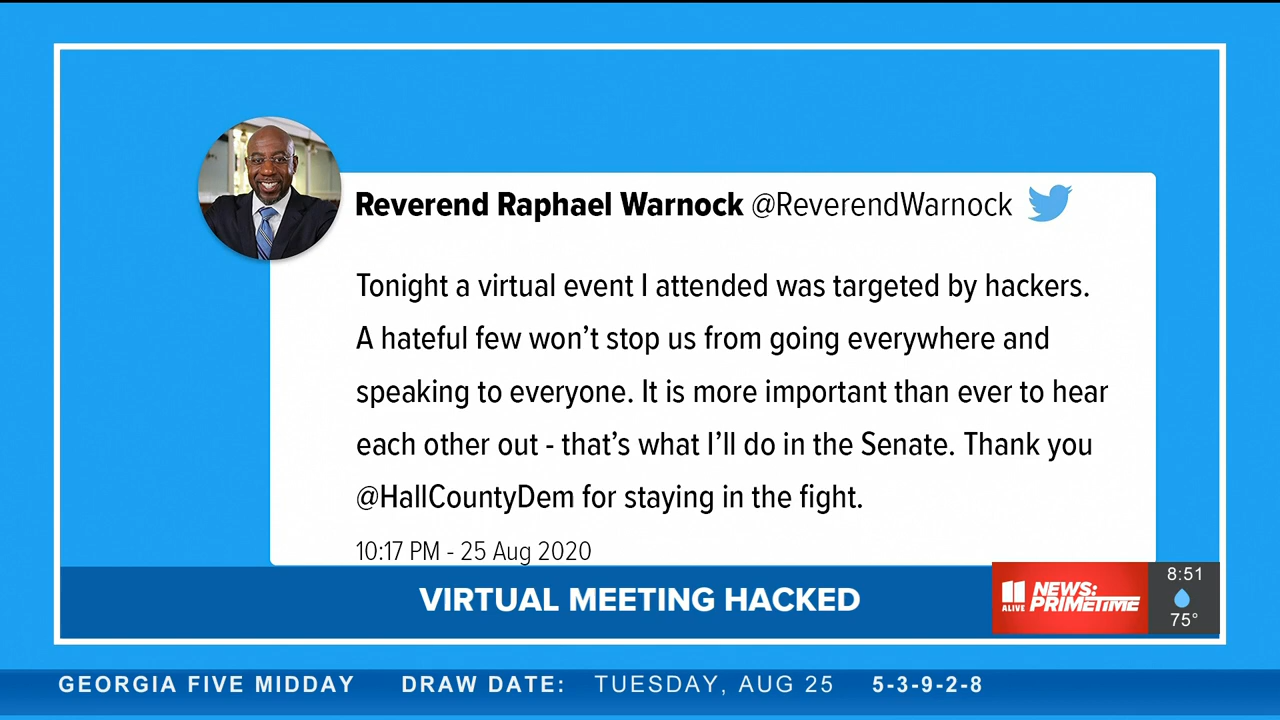 Reverend Raphael Warnock @ReverendWarnock
Tonight a virtual event I attended was targeted by hackers.
A hateful few won't stop us from going everywhere and
speaking to everyone. It is more important than ever to hear
each other out - that's what I'll do in the Senate. Thank you
@HallCountyDem for staying in the fight.
10:17 PM - 25 Aug 2020
VIRTUAL MEETING HACKED
11 ALIVE NEWS: PRIMETIME
8:51
75°
GEORGIA FIVE MIDDAY DRAW DATE: TUESDAY, AUG 25 5-3-9-2-8